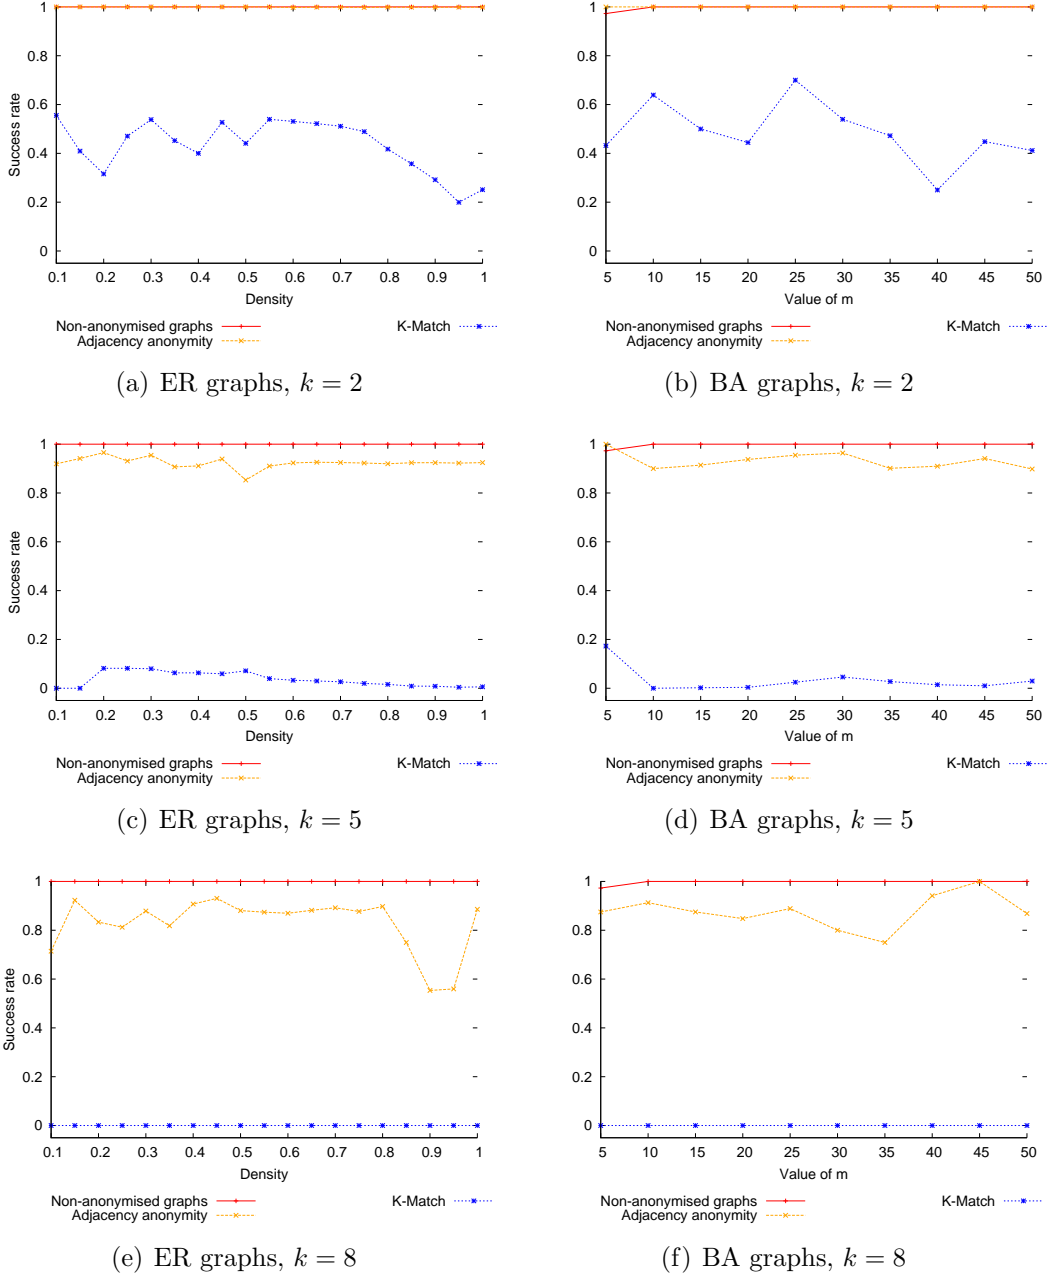 1
0.8
0.6
0.4
0.2
0
Success rate
0.1 0.2 0.3 0.4 0.5 0.6 0.7 0.8 0.9 1
Density
Non-anonymised graphs
Adjacency anonymity
K-Match
(a) ER graphs, k = 2
1
0.8
0.6
0.4
0.2
0
5 10 15 20 25 30 35 40 45 50
Value of m
Non-anonymised graphs
Adjacency anonymity
K-Match
(b) BA graphs, k = 2
1
0.8
0.6
0.4
0.2
0
Success rate
0.1 0.2 0.3 0.4 0.5 0.6 0.7 0.8 0.9 1
Density
Non-anonymised graphs
Adjacency anonymity
K-Match
(c) ER graphs, k = 5
1
0.8
0.6
0.4
0.2
0
5 10 15 20 25 30 35 40 45 50
Value of m
Non-anonymised graphs
Adjacency anonymity
K-Match
(d) BA graphs, k = 5
1
0.8
0.6
0.4
0.2
0
Success rate
0.1 0.2 0.3 0.4 0.5 0.6 0.7 0.8 0.9 1
Density
Non-anonymised graphs
Adjacency anonymity
K-Match
(e) ER graphs, k = 8
1
0.8
0.6
0.4
0.2
0
5 10 15 20 25 30 35 40 45 50
Value of m
Non-anonymised graphs
Adjacency anonymity
K-Match
(f) BA graphs, k = 8